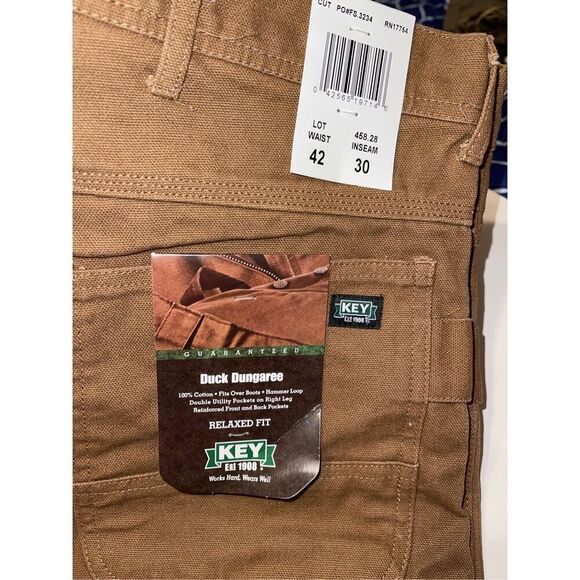 CUT PO#FS.3234 RN17754
0 42565 19714 6
LOT 458.28
WAIST INSEAM
42 30
KEY
Est 1908
GUARANTEED
Duck Dungaree
100% Cotton • Fits Over Boots • Hammer Loop
Double Utility Pockets on Right Leg
Reinforced Front and Back Pockets
RELAXED FIT
KEY
Est 1908
Works Hard, Wears Well